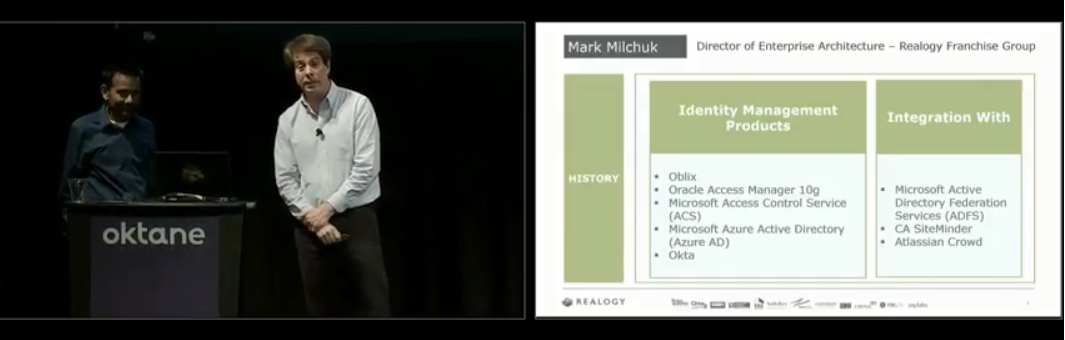 oktane
Mark Milchuk
Director of Enterprise Architecture – Realogy Franchise Group
HISTORY
Identity Management
Products
▪ Oblix
▪ Oracle Access Manager 10g
▪ Microsoft Access Control Service
(ACS)
▪ Microsoft Azure Active Directory
(Azure AD)
▪ Okta
Integration With
▪ Microsoft Active
Directory Federation
Services (ADFS)
▪ CA SiteMinder
▪ Atlassian Crowd
REALOGY